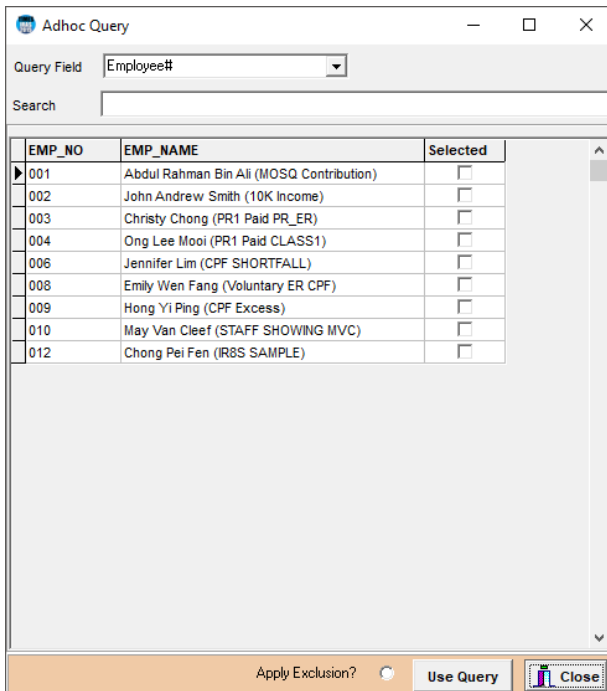 Adhoc Query
Query Field Employee#
Search
EMP_NO EMP_NAME Selected
001 Abdul Rahman Bin Ali (MOSQ Contribution)
002 John Andrew Smith (10K Income)
003 Christy Chong (PR1 Paid PR_ER)
004 Ong Lee Mooi (PR1 Paid CLASS1)
006 Jennifer Lim (CPF SHORTFALL)
008 Emily Wen Fang (Voluntary ER CPF)
009 Hong Yi Ping (CPF Excess)
010 May Van Cleef (STAFF SHOWING MVC)
012 Chong Pei Fen (IR8S SAMPLE)
Apply Exclusion? Use Query Close